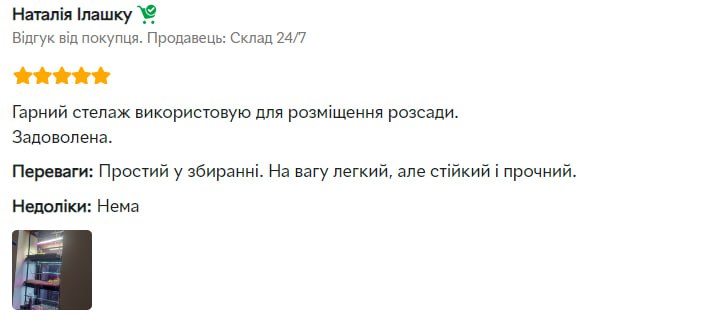 Наталія Ілашку
Відгук від покупця. Продавець: Склад 24/7
Гарний стелаж використовую для розміщення розсади.
Задоволена.
Переваги: Простий у збиранні. На вагу легкий, але стійкий і прочний.
Недоліки: Нема